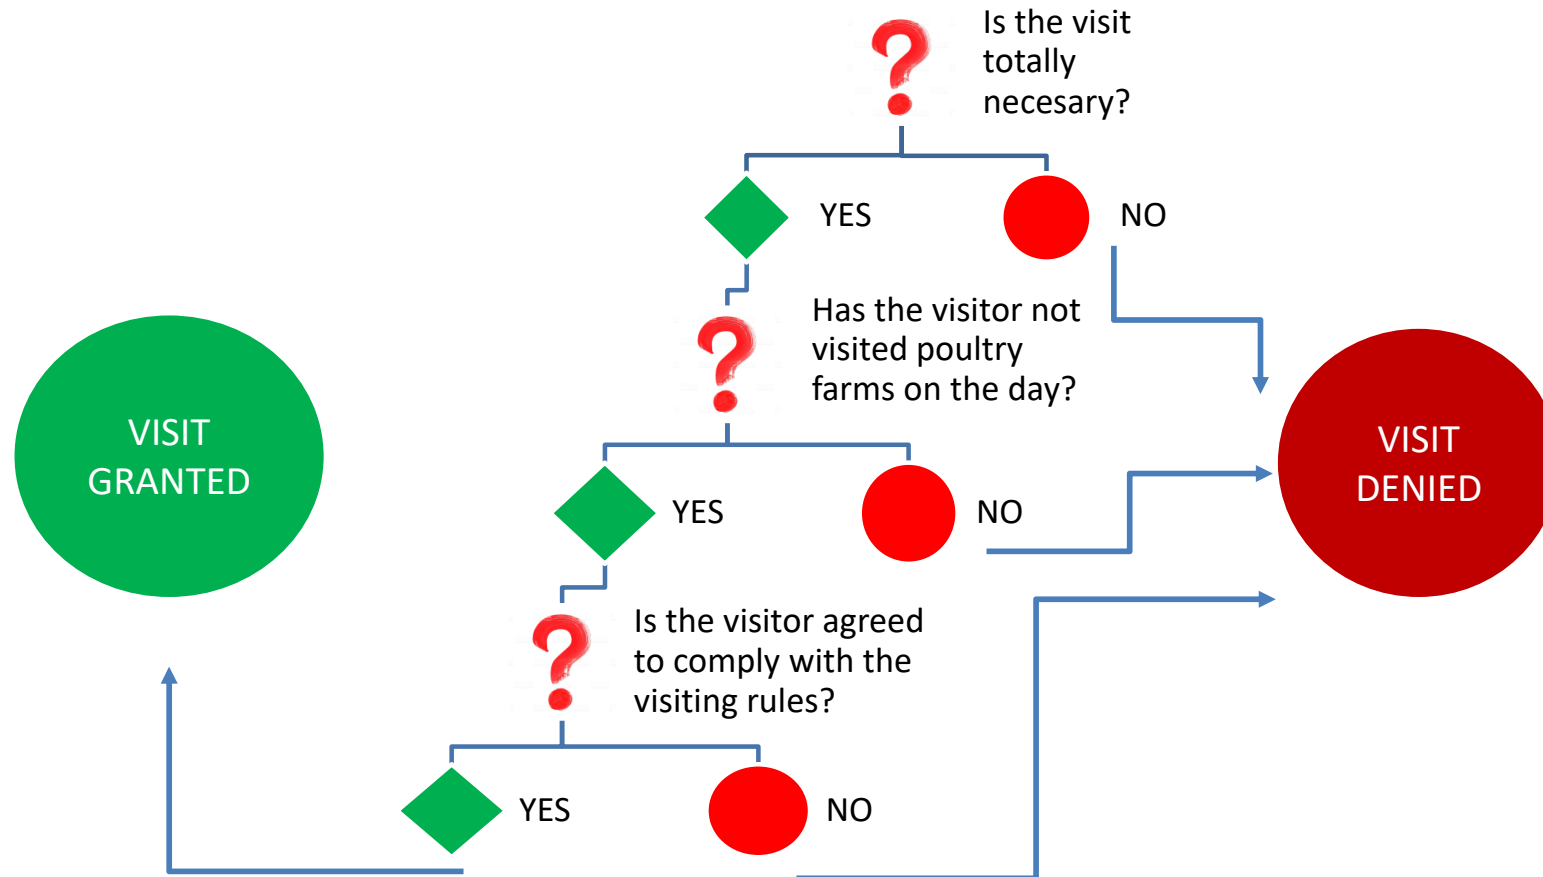 Is the visit
totally
necesary?
YES
NO
Has the visitor not
visited poultry
farms on the day?
VISIT
GRANTED
VISIT
DENIED
YES
NO
Is the visitor agreed
to comply with the
visiting rules?
YES
NO